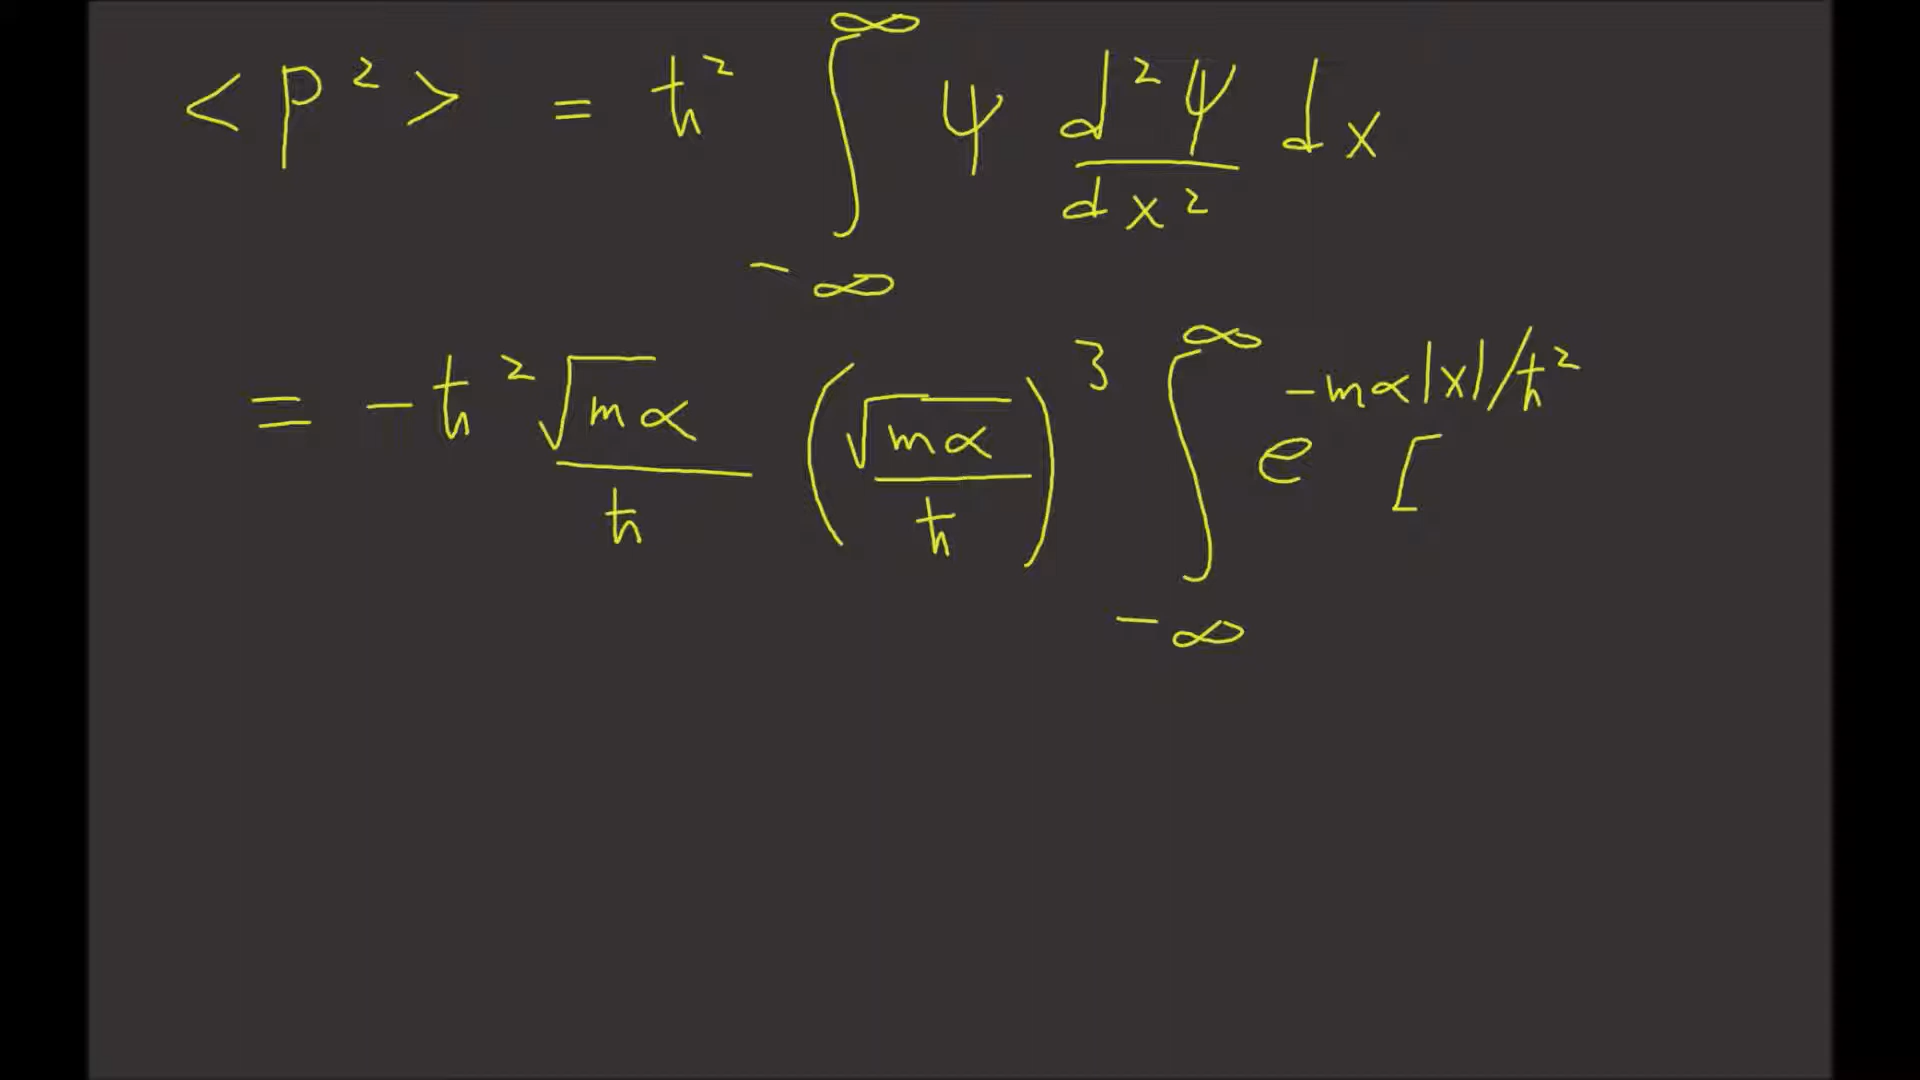 <P²> = ħ² ∫_{-∞}^{∞} ψ d²ψ/dx² dx
= -ħ² √mα/ħ (√mα/ħ)³ ∫_{-∞}^{∞} e^{-mα|x|/ħ²} [